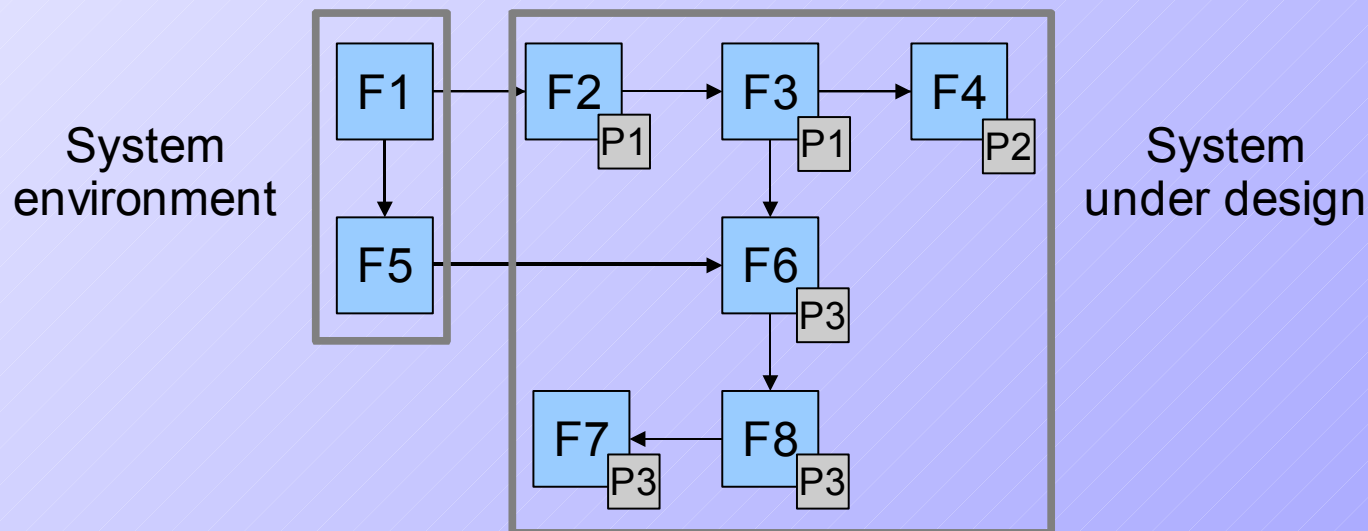 System
environment
F1
F5
F2
P1
F3
P1
F4
P2
F6
P3
F7
P3
F8
P3
System
under design